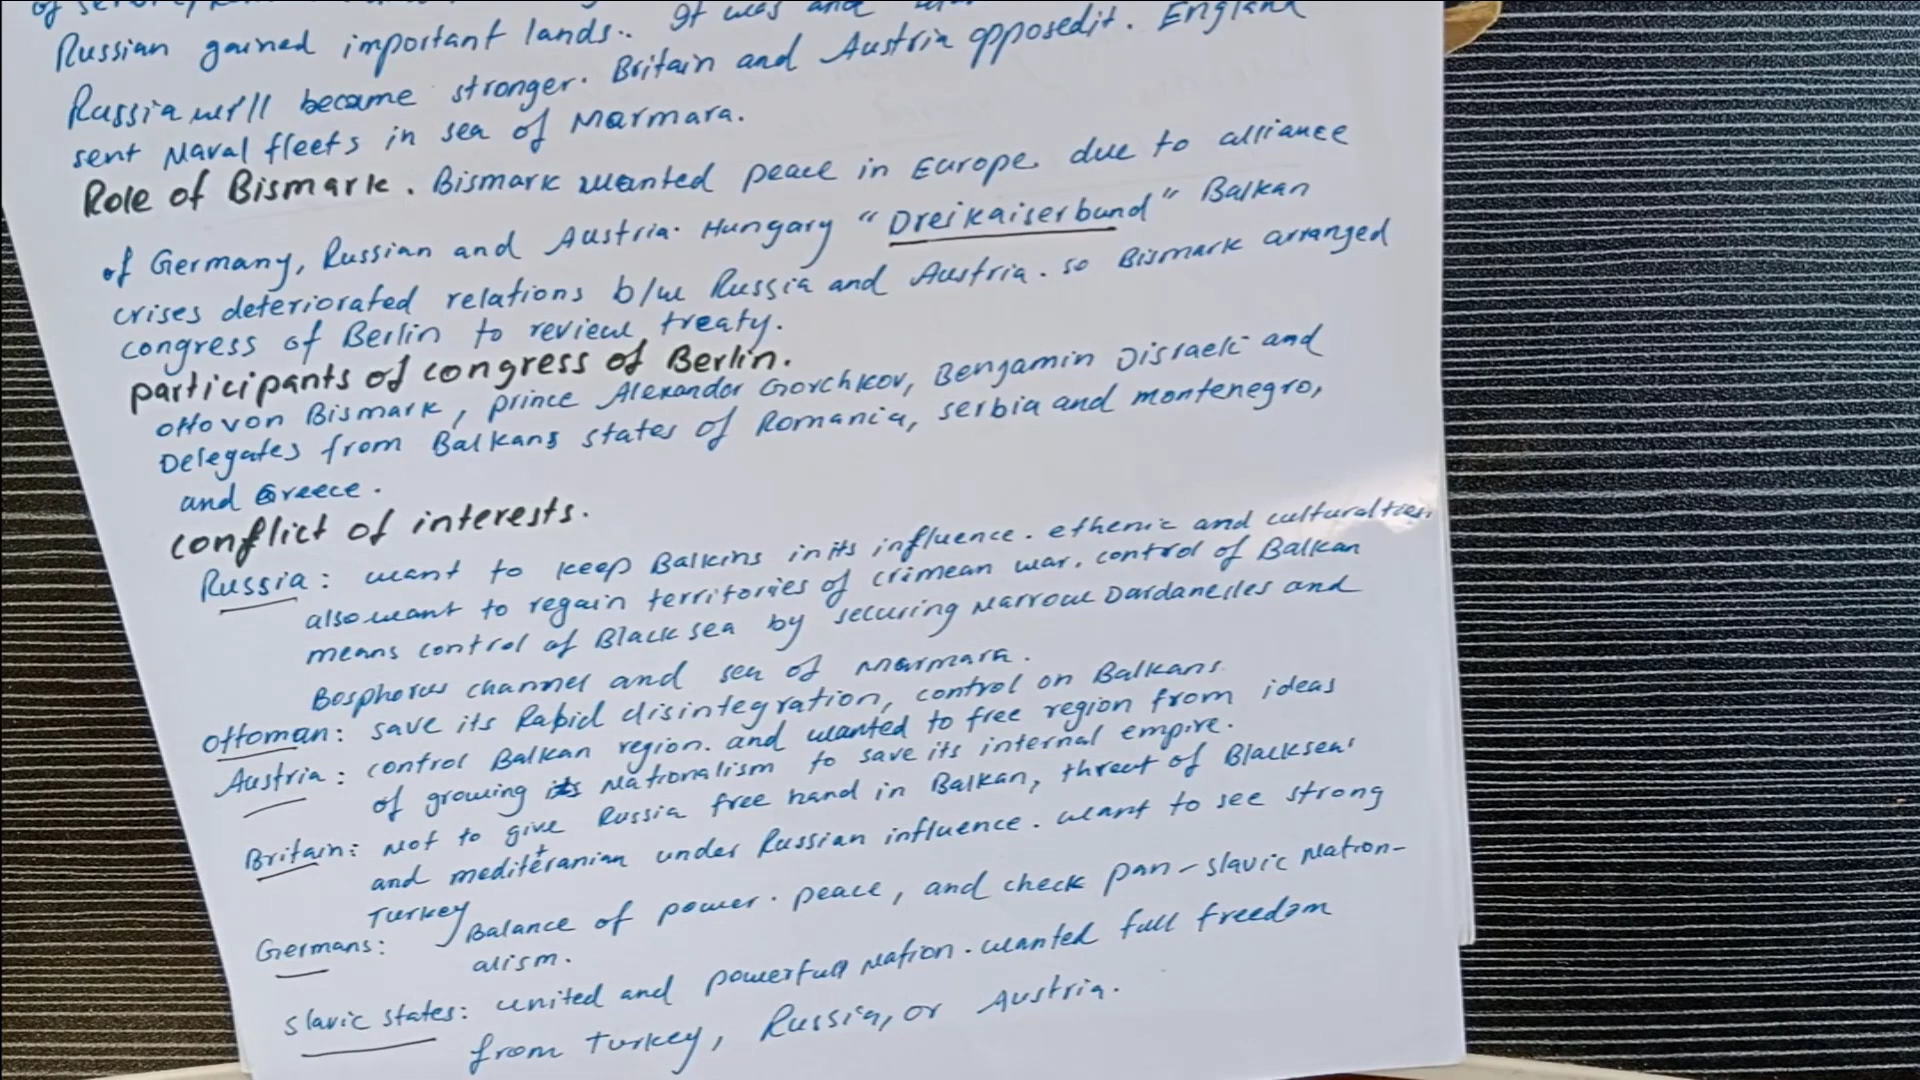 Russian gained important lands.. It was and
Russia will became stronger. Britain and Austria opposedit. England
sent Naval fleets in sea of Marmara.
Role of Bismark. Bismark wanted peace in Europe due to alliance
of Germany, Russian and Austria-Hungary "Dreikaiserbund" Balkan
crises deteriorated relations b/w Russia and Austria. so Bismark arranged
congress of Berlin to review treaty.
participants of congress of Berlin.
Otto von Bismark, prince Alexandor Gorchkov, Bengamin Disraeli and
Delegates from Balkans states of Romania, serbia and montenegro,
and Greece.
conflict of interests.
Russia: want to keep Balkins in its influence. ethenic and cultural ties.
also want to regain territories of crimean war. control of Balkan
means control of Black sea by securing narrow Dardanelles and
Bosphorus channel and sea of marmara.
Ottoman: save its Rapid disintegration, control on Balkans.
Austria: control Balkan region. and wanted to free region from ideas
of growing Nationalism to save its internal empire.
Britain: Not to give Russia free hand in Balkan, threat of Blacksea
and mediteranian under Russian influence. want to see strong
Turkey
Germans: Balance of power. peace, and check pan-slavic Nation-
alism.
Slavic states: united and powerfull Nation. wanted full freedom
from Turkey, Russia, or Austria.